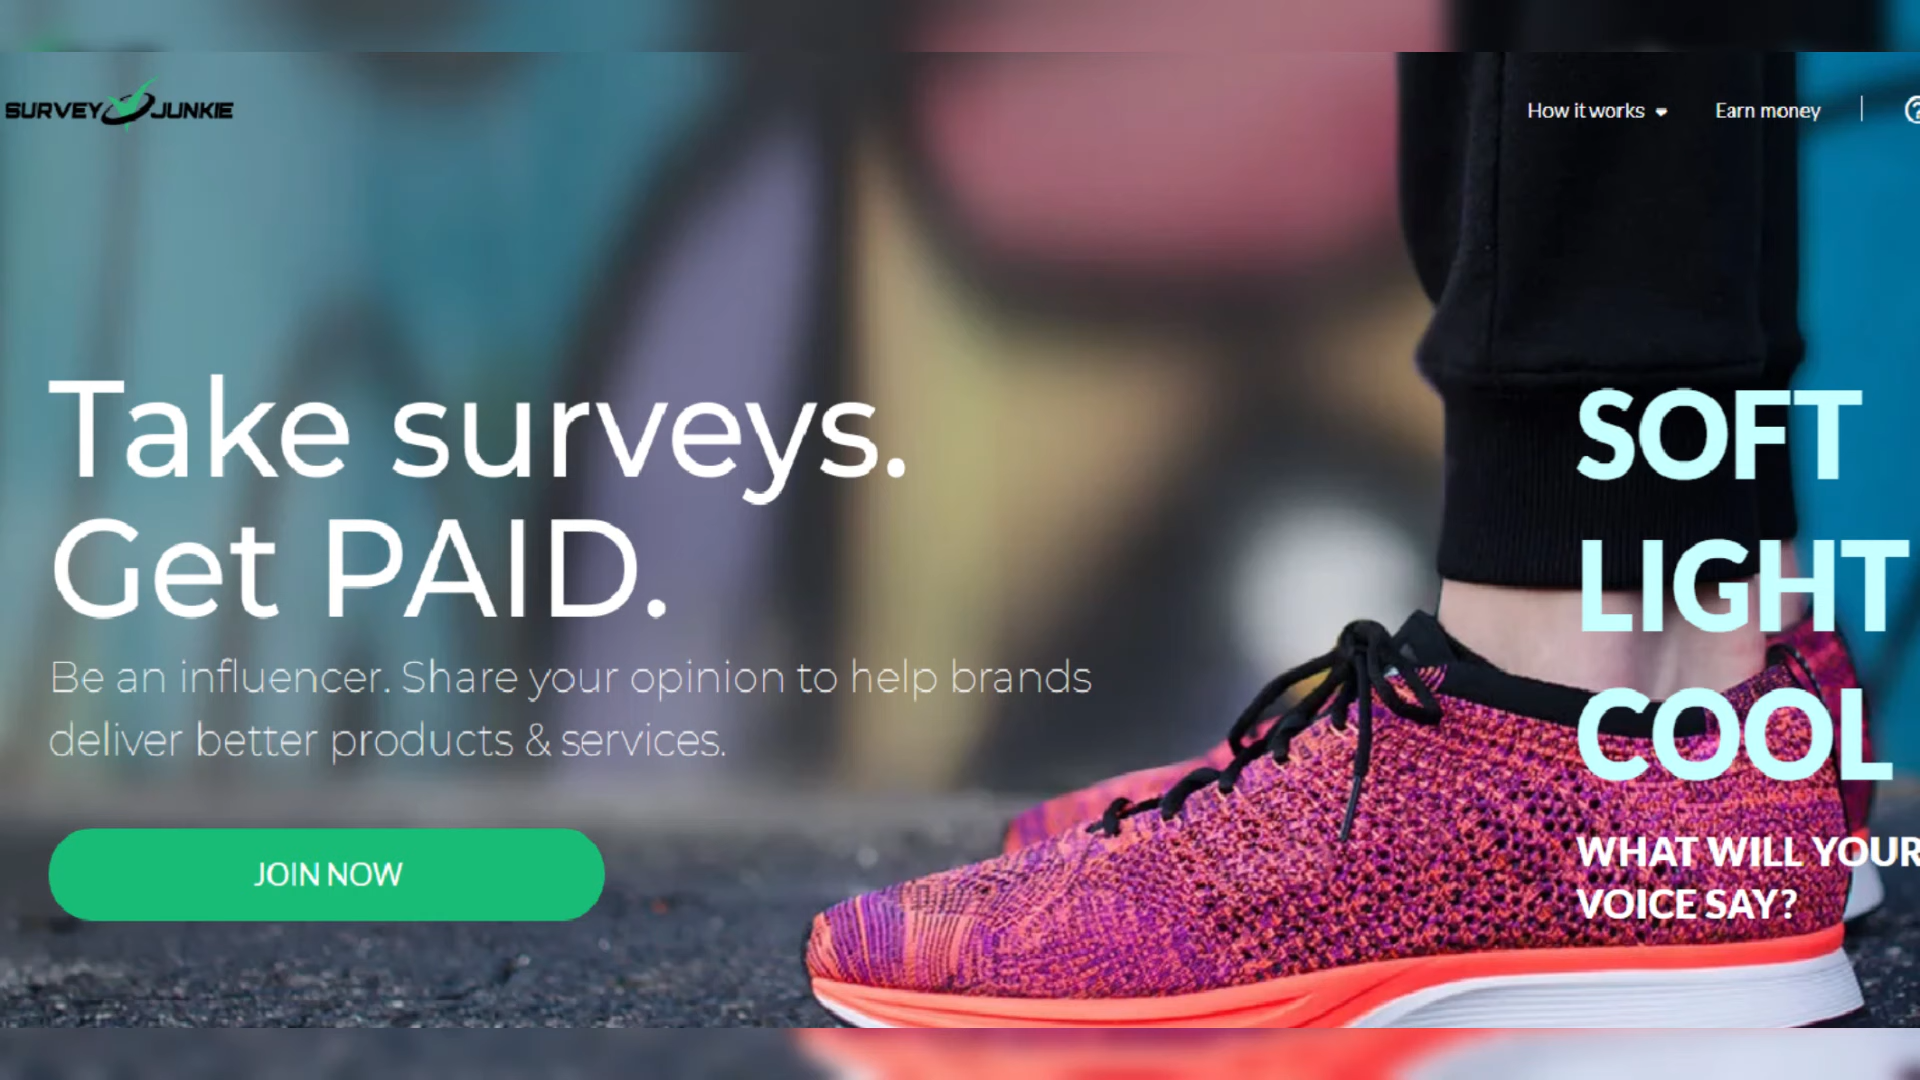 SURVEY JUNKIE
How it works
Earn money
Take surveys.
Get PAID.
Be an influencer. Share your opinion to help brands
deliver better products & services.
JOIN NOW
SOFT
LIGHT
COOL
WHAT WILL YOUR
VOICE SAY?